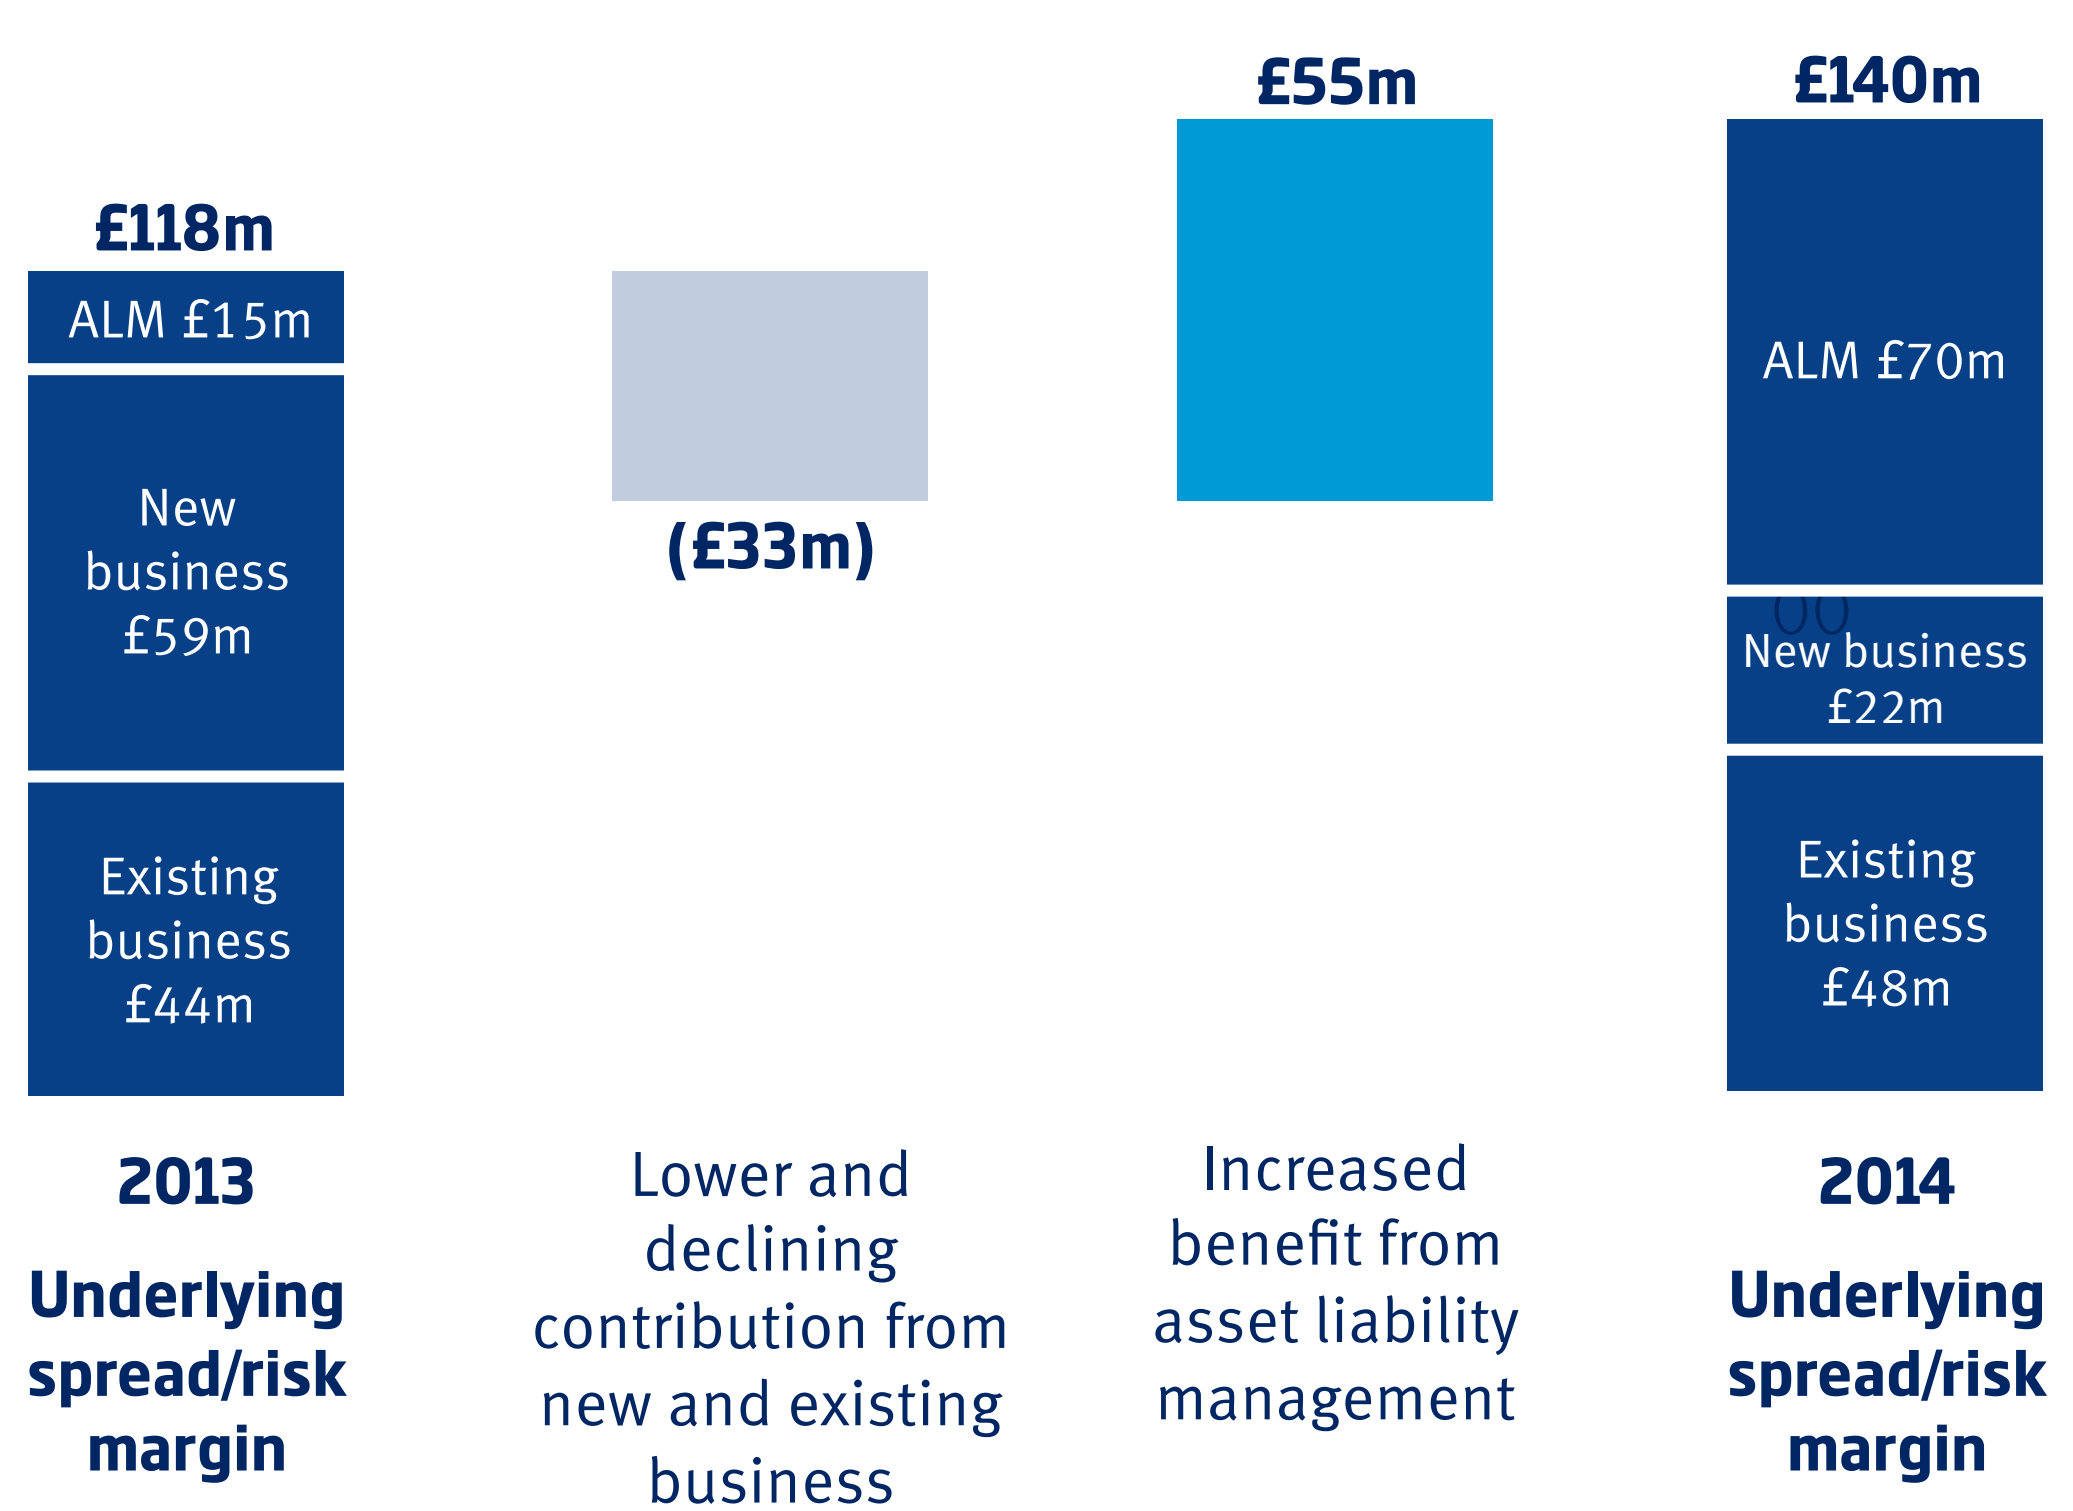 £118m
ALM £15m
New
business
£59m
Existing
business
£44m
2013
Underlying
spread/risk
margin
(£33m)
Lower and
declining
contribution from
new and existing
business
£55m
Increased
benefit from
asset liability
management
£140m
ALM £70m
00
New business
£22m
Existing
business
£48m
2014
Underlying
spread/risk
margin